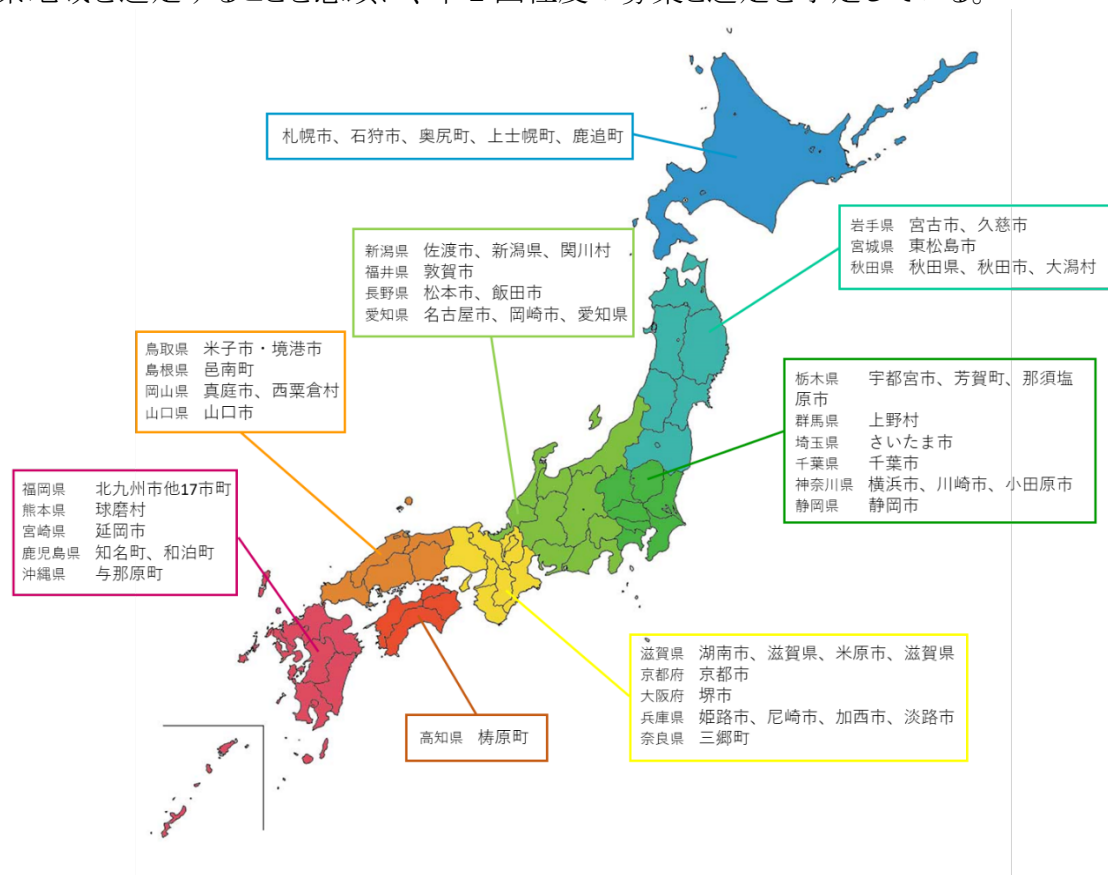 札幌市、石狩市、奥尻町、上士幌町、鹿追町
岩手県 宮古市、久慈市
宮城県 東松島市
秋田県 秋田県、秋田市、大潟村
新潟県 佐渡市、新潟県、関川村
福井県 敦賀市
長野県 松本市、飯田市
愛知県 名古屋市、岡崎市、愛知県
鳥取県 米子市・境港市
島根県 邑南町
岡山県 真庭市、西粟倉村
山口県 山口市
栃木県 宇都宮市、芳賀町、那須塩
原市
群馬県 上野村
埼玉県 さいたま市
千葉県 千葉市
神奈川県 横浜市、川崎市、小田原市
静岡県 静岡市
福岡県 北九州市他17市町
熊本県 球磨村
宮崎県 延岡市
鹿児島県 知名町、和泊町
沖縄県 与那原町
滋賀県 湖南市、滋賀県、米原市、滋賀県
京都府 京都市
大阪府 堺市
兵庫県 姫路市、尼崎市、加西市、淡路市
奈良県 三郷町
高知県 梼原町